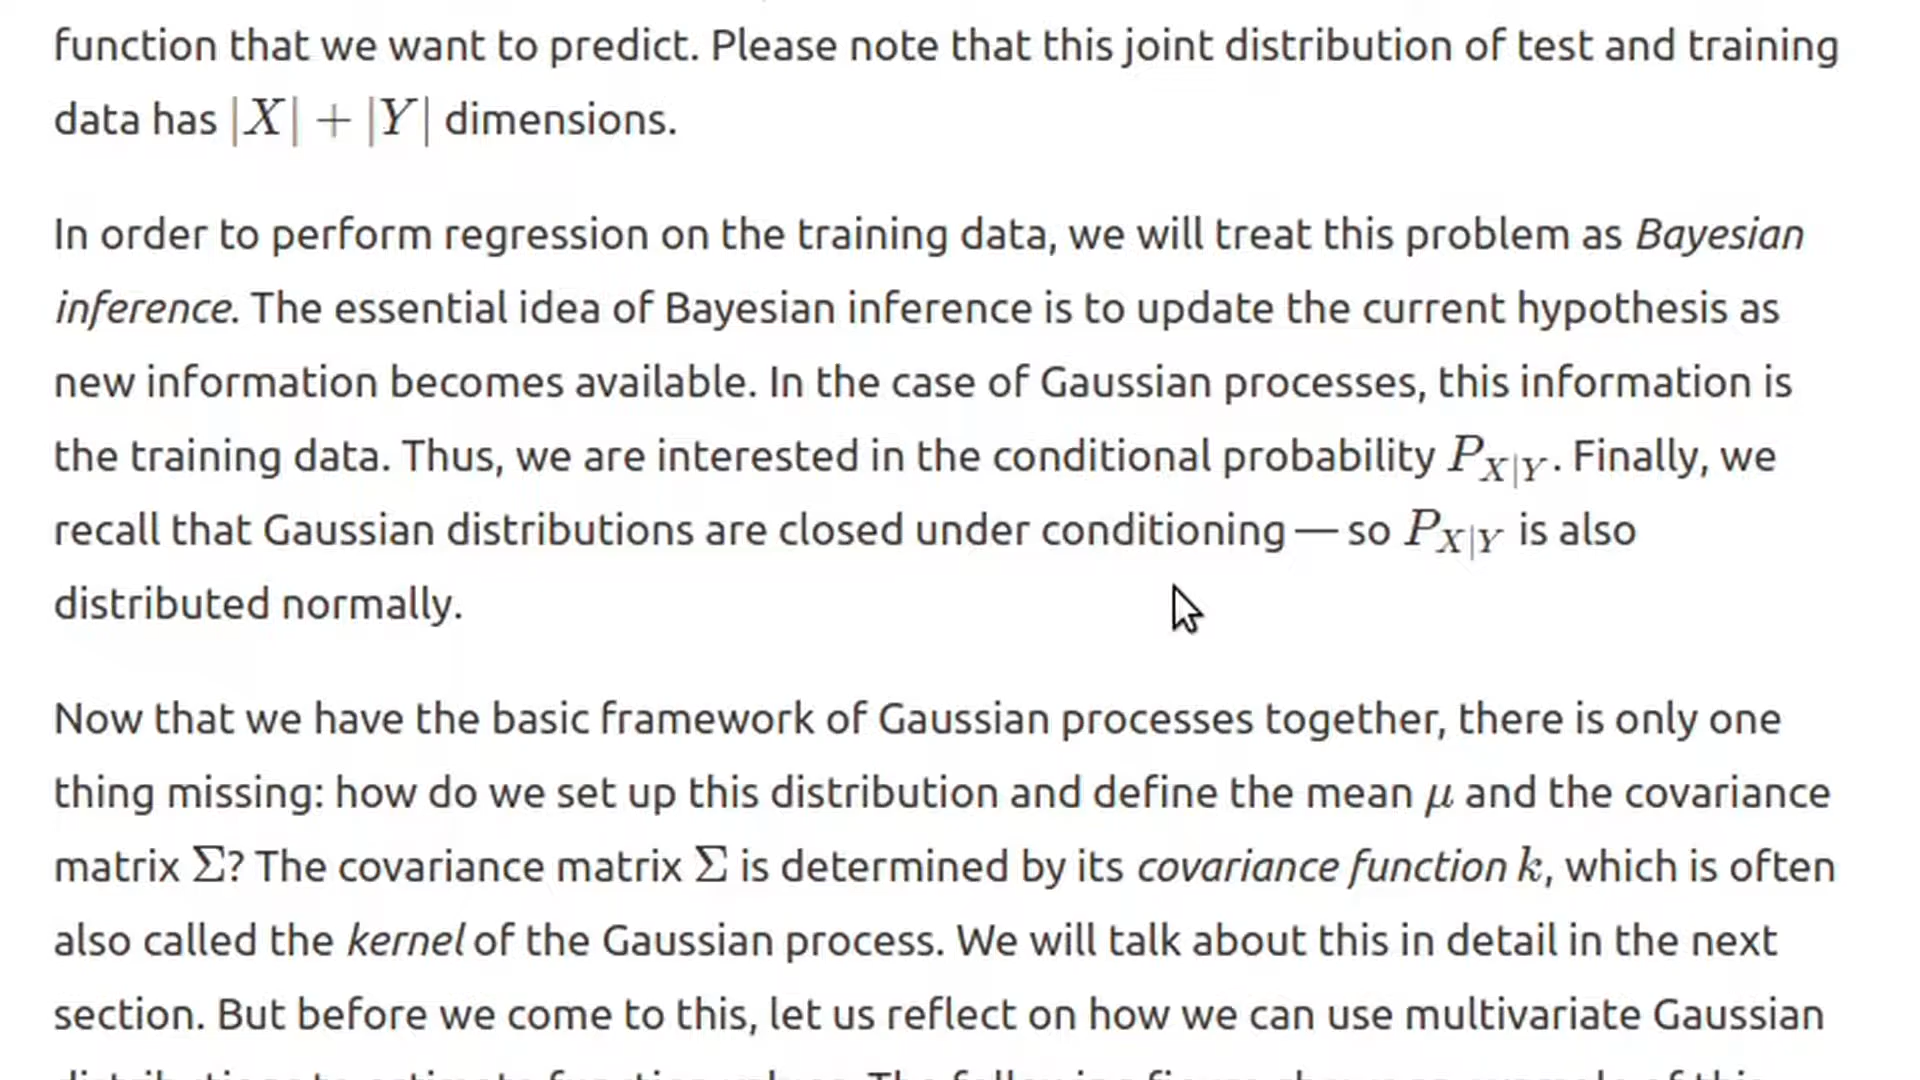 function that we want to predict. Please note that this joint distribution of test and training
data has |X| + |Y| dimensions.
In order to perform regression on the training data, we will treat this problem as Bayesian
inference. The essential idea of Bayesian inference is to update the current hypothesis as
new information becomes available. In the case of Gaussian processes, this information is
the training data. Thus, we are interested in the conditional probability P_{X|Y}. Finally, we
recall that Gaussian distributions are closed under conditioning — so P_{X|Y} is also
distributed normally.
Now that we have the basic framework of Gaussian processes together, there is only one
thing missing: how do we set up this distribution and define the mean μ and the covariance
matrix Σ? The covariance matrix Σ is determined by its covariance function k, which is often
also called the kernel of the Gaussian process. We will talk about this in detail in the next
section. But before we come to this, let us reflect on how we can use multivariate Gaussian